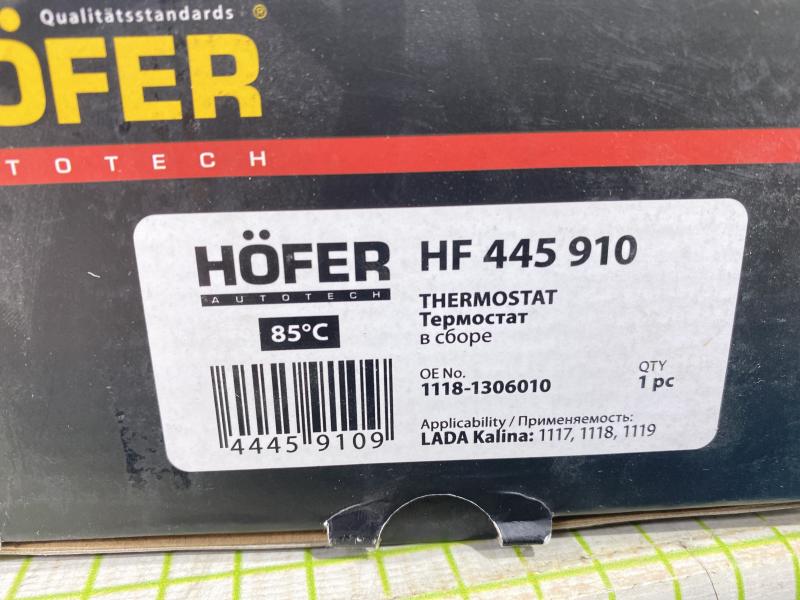 Qualitätsstandards ®
ÖFER
TOTECH
HÖFER
AUTOTECH
85°C
4445 9109
HF 445 910
THERMOSTAT
Термостат
в сборе
OE No.
1118-1306010
QTY
1 pc
Applicability / Применяемость:
LADA Kalina: 1117, 1118, 1119